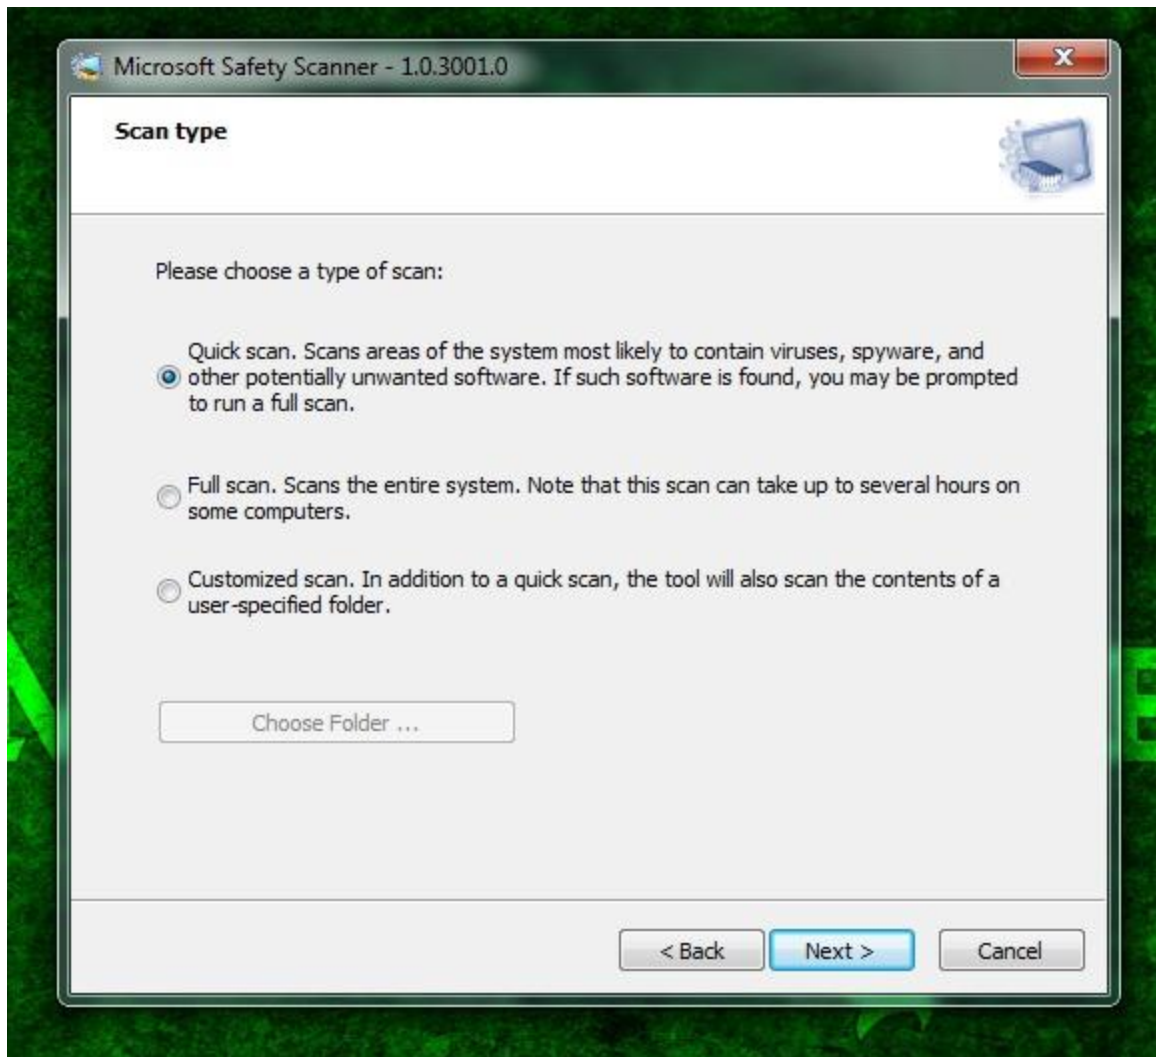 Microsoft Safety Scanner - 1.0.3001.0
Scan type
Please choose a type of scan:
Quick scan. Scans areas of the system most likely to contain viruses, spyware, and
other potentially unwanted software. If such software is found, you may be prompted
to run a full scan.
Full scan. Scans the entire system. Note that this scan can take up to several hours on
some computers.
Customized scan. In addition to a quick scan, the tool will also scan the contents of a
user-specified folder.
Choose Folder ...
< Back
Next >
Cancel